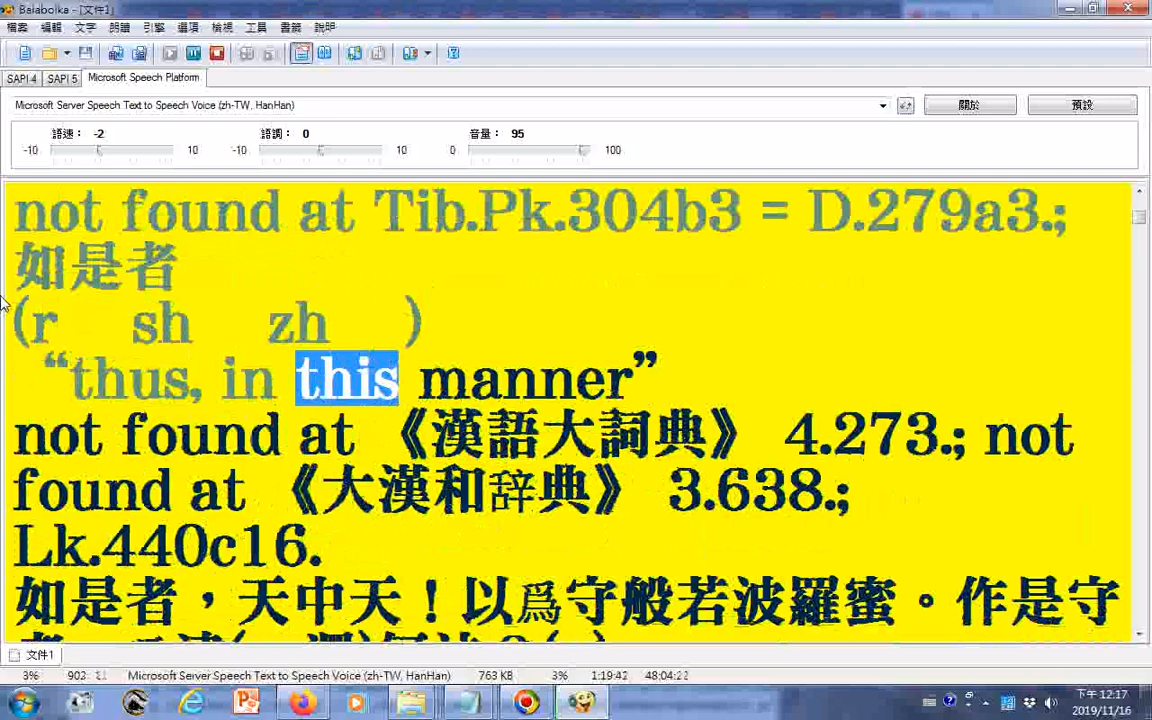 Balabolka - [文件1]
檔案 編輯 文字 朗讀 引擎 選項 檢視 工具 書籤 說明
SAPI 4 SAPI 5 Microsoft Speech Platform
Microsoft Server Speech Text to Speech Voice (zh-TW, HanHan) 關於 預設
語速: -2 語調: 0 音量: 95
-10 10 -10 10 0 100
not found at Tib.Pk.304b3 = D.279a3.;
如是者
(r sh zh )
“thus, in this manner”
not found at 《漢語大詞典》 4.273.; not
found at 《大漢和辞典》 3.638.;
Lk.440c16.
如是者，天中天！以爲守般若波羅蜜。作是守
文件1
3% Microsoft Server Speech Text to Speech Voice (zh-TW, HanHan) 763 KB 3% 1:19:42 48:04:22
下午 12:17
2019/11/16